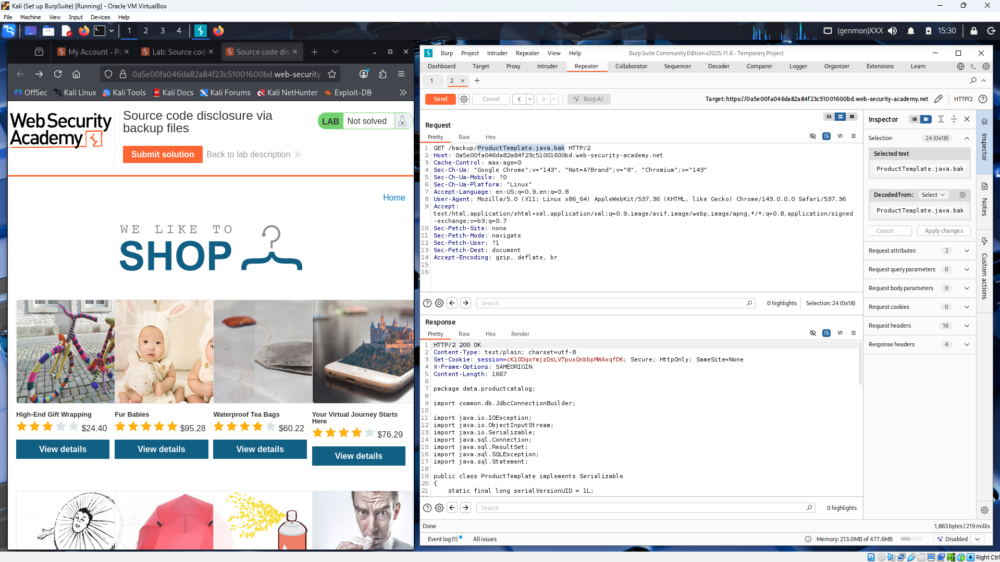 Kali (Set up BurpSuite) [Running] - Oracle VM VirtualBox
File Machine View Input Devices Help
1 2 3 4 (genmon)XXX 15:30
My Account - Po Lab: Source cod Source code dis
0a5e00fa046da82a84f23c51001600bd.web-security-
OffSec Kali Linux Kali Tools Kali Docs Kali Forums Kali NetHunter Exploit-DB
WebSecurity
Academy
Source code disclosure via
backup files
LAB Not solved
Submit solution Back to lab description
Home
WE LIKE TO
SHOP
High-End Gift Wrapping
$24.40
View details
Fur Babies
$95.28
View details
Waterproof Tea Bags
$60.22
View details
Your Virtual Journey Starts
Here
$76.29
View details
Burp Project Intruder Repeater View Help Burp Suite Community Edition v2025.11.6 - Temporary Project
Dashboard Target Proxy Intruder Repeater Collaborator Sequencer Decoder Comparer Logger Organizer Extensions Learn
1 2
Send Cancel Burp AI Target: https://0a5e00fa046da82a84f23c51001600bd.web-security-academy.net HTTP/2
Request
Pretty Raw Hex \n
1 GET /backup/ProductTemplate.java.bak HTTP/2
2 Host: 0a5e00fa046da82a84f23c51001600bd.web-security-academy.net
3 Cache-Control: max-age=0
4 Sec-Ch-Ua: "Google Chrome";v="143", "Not=A?Brand";v="8", "Chromium";v="143"
5 Sec-Ch-Ua-Mobile: ?0
6 Sec-Ch-Ua-Platform: "Linux"
7 Accept-Language: en-US;q=0.9,en;q=0.8
8 User-Agent: Mozilla/5.0 (X11; Linux x86_64) AppleWebKit/537.36 (KHTML, like Gecko) Chrome/143.0.0.0 Safari/537.36
9 Accept:
text/html,application/xhtml+xml,application/xml;q=0.9,image/avif,image/webp,image/apng,*/*;q=0.8,application/signed
-exchange;v=b3;q=0.7
10 Sec-Fetch-Site: none
11 Sec-Fetch-Mode: navigate
12 Sec-Fetch-User: ?1
13 Sec-Fetch-Dest: document
14 Accept-Encoding: gzip, deflate, br
15
16
Search 0 highlights Selection: 24 (0x18)
Response
Pretty Raw Hex Render \n
1 HTTP/2 200 OK
2 Content-Type: text/plain; charset=utf-8
3 Set-Cookie: session=cKl0DqoYmjzDsLVTpuxQnbbpMWAxqfDK; Secure; HttpOnly; SameSite=None
4 X-Frame-Options: SAMEORIGIN
5 Content-Length: 1667
6
7 package data.productcatalog;
8
9 import common.db.JdbcConnectionBuilder;
10
11 import java.io.IOException;
12 import java.io.ObjectInputStream;
13 import java.io.Serializable;
14 import java.sql.Connection;
15 import java.sql.ResultSet;
16 import java.sql.SQLException;
17 import java.sql.Statement;
18
19 public class ProductTemplate implements Serializable
20 {
21 static final long serialVersionUID = 1L;
Search 0 highlights
Inspector
Selection 24 (0x18)
Selected text
ProductTemplate.java.bak
Decoded from: Select
ProductTemplate.java.bak
Cancel Apply changes
Request attributes 2
Request query parameters 0
Request body parameters 0
Request cookies 0
Request headers 16
Response headers 4
Inspector
Notes
Custom actions
Done 1,863 bytes | 219 millis
Event log (1) All issues Memory: 213.0MB of 477.6MB Disabled
Right Ctrl